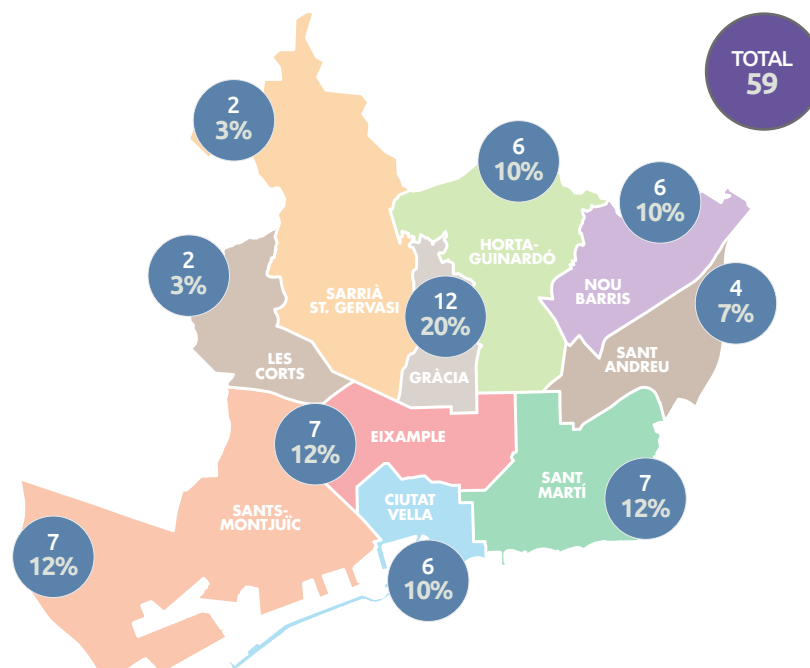 TOTAL
59
2
3%
6
10%
6
10%
HORTA-
GUINARDÓ
2
3%
NOU
BARRIS
4
7%
SARRIÀ
ST. GERVASI
12
20%
LES
CORTS
GRÀCIA
SANT
ANDREU
7
12%
EIXAMPLE
SANT
MARTÍ
7
12%
CIUTAT
VELLA
SANTS-
MONTJUÏC
7
12%
6
10%